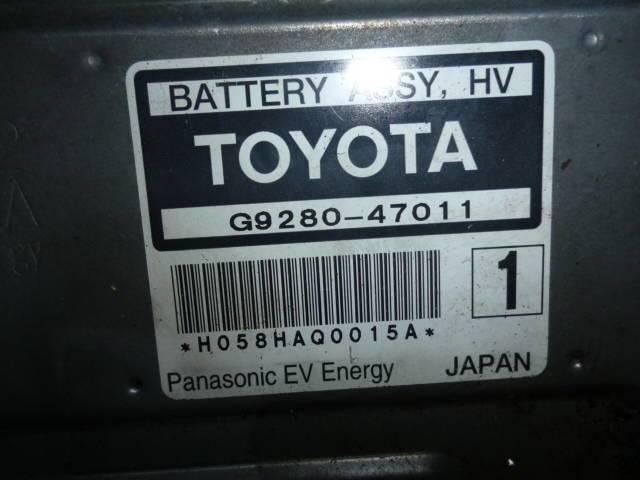 BATTERY ASSY, HV
TOYOTA
G9280-47011
1
*H058HAQ0015A*
Panasonic EV Energy
JAPAN